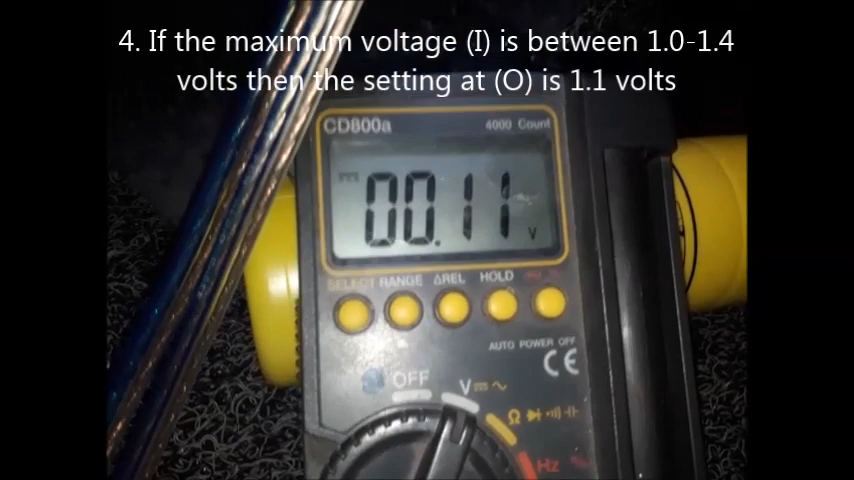 4. If the maximum voltage (I) is between 1.0-1.4
volts then the setting at (O) is 1.1 volts
CD800a 4000 Count
00.11 V
SELECT RANGE ΔREL HOLD
AUTO POWER OFF
CE
OFF V
Ω
Hz